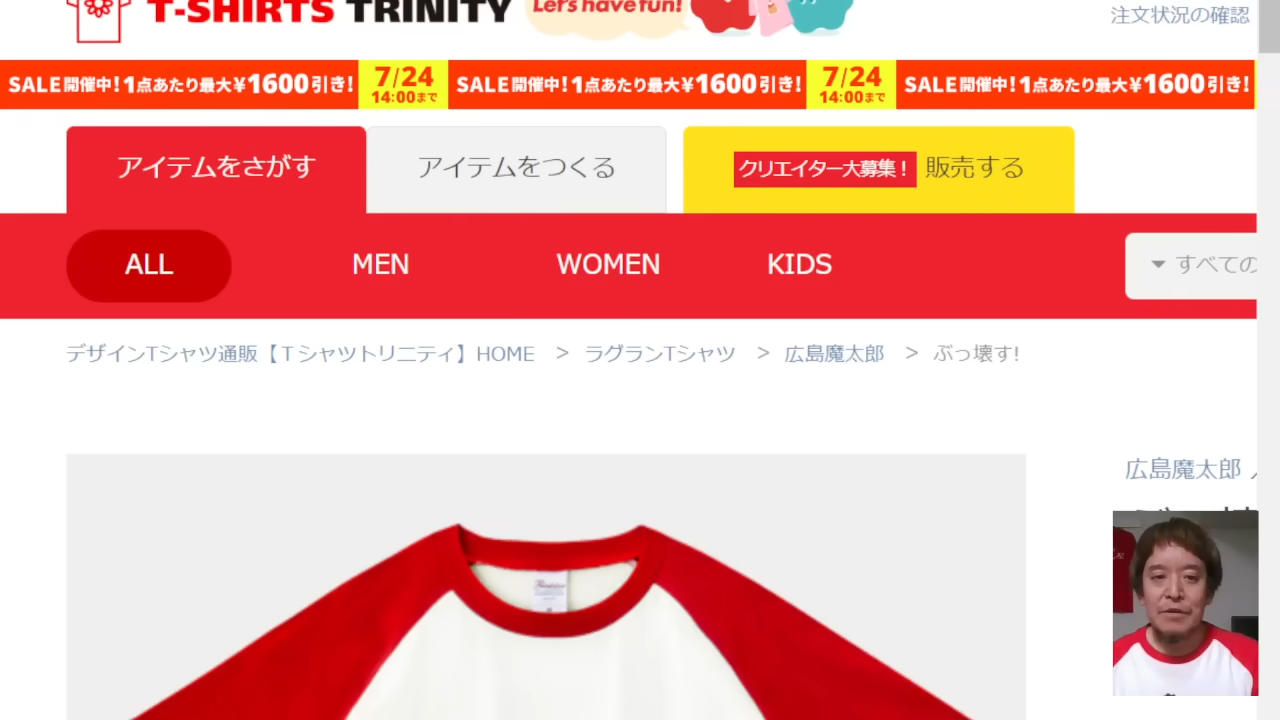 T-SHIRTS TRINITY
Let's have fun!
注文状況の確認
SALE開催中!1点あたり最大¥1600引き! 7/24 14:00まで SALE開催中!1点あたり最大¥1600引き! 7/24 14:00まで SALE開催中!1点あたり最大¥1600引き!
アイテムをさがす
アイテムをつくる
クリエイター大募集! 販売する
ALL MEN WOMEN KIDS すべての
デザインTシャツ通販【Tシャツトリニティ】HOME > ラグランTシャツ > 広島魔太郎 > ぶっ壊す!
広島魔太郎